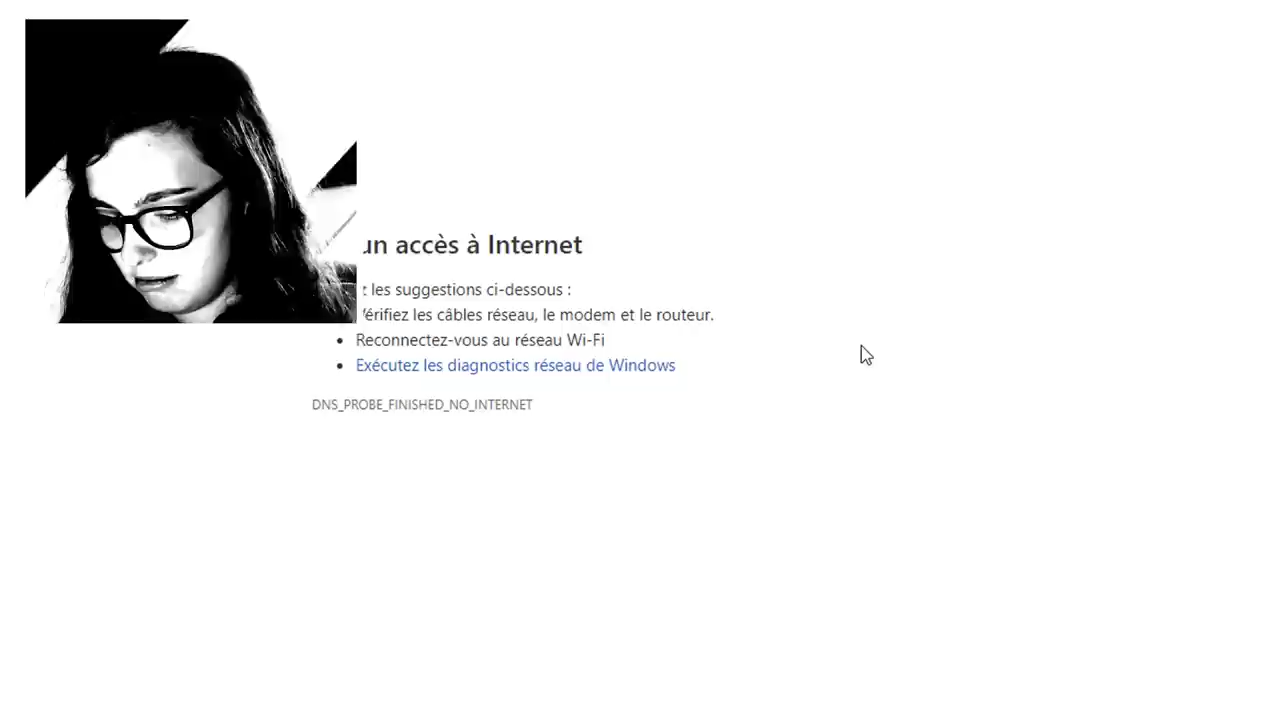 un accès à Internet
les suggestions ci-dessous :
Vérifiez les câbles réseau, le modem et le routeur.
Reconnectez-vous au réseau Wi-Fi
Exécutez les diagnostics réseau de Windows
DNS_PROBE_FINISHED_NO_INTERNET